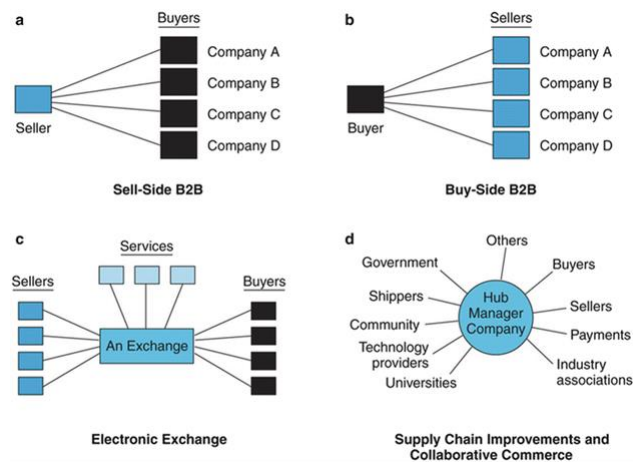 a
Buyers
Company A
Company B
Company C
Company D
Seller
Sell-Side B2B
b
Sellers
Company A
Company B
Company C
Company D
Buyer
Buy-Side B2B
c
Services
Sellers
Buyers
An Exchange
Electronic Exchange
d
Others
Government
Buyers
Shippers
Hub
Manager
Company
Sellers
Community
Payments
Technology
providers
Industry
associations
Universities
Supply Chain Improvements and
Collaborative Commerce